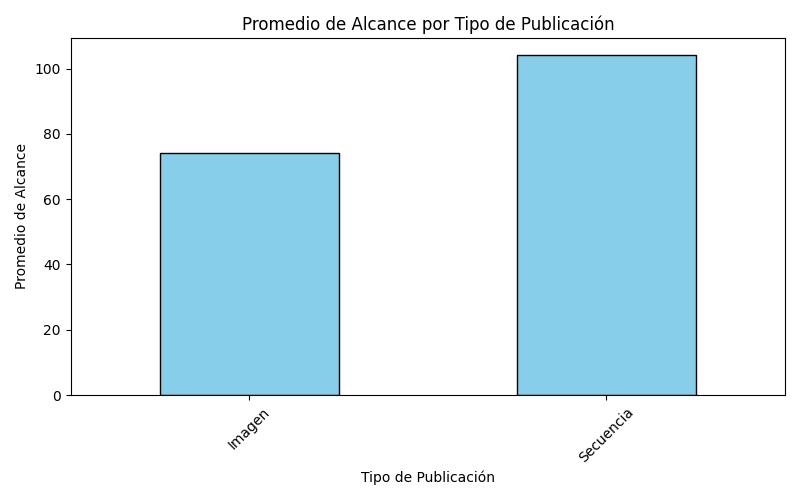 Promedio de Alcance por Tipo de Publicación
Promedio de Alcance
100
80
60
40
20
0
Imagen
Secuencia
Tipo de Publicación